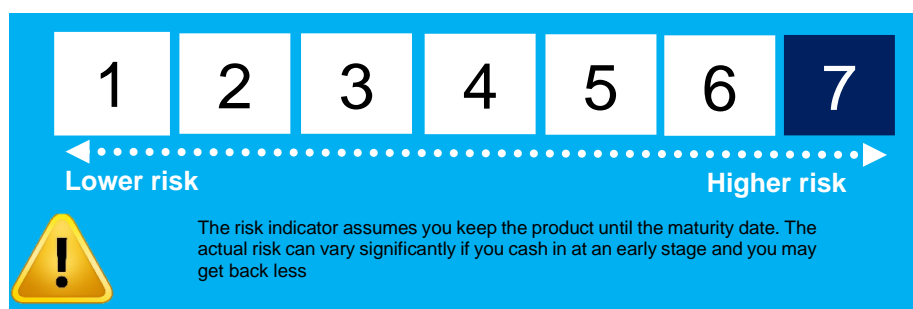 1 2 3 4 5 6 7
Lower risk Higher risk
The risk indicator assumes you keep the product until the maturity date. The
actual risk can vary significantly if you cash in at an early stage and you may
get back less